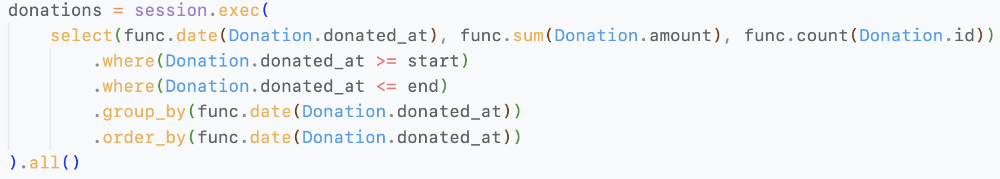 donations = session.exec(
    select(func.date(Donation.donated_at), func.sum(Donation.amount), func.count(Donation.id))
        .where(Donation.donated_at >= start)
        .where(Donation.donated_at <= end)
        .group_by(func.date(Donation.donated_at))
        .order_by(func.date(Donation.donated_at))
).all()